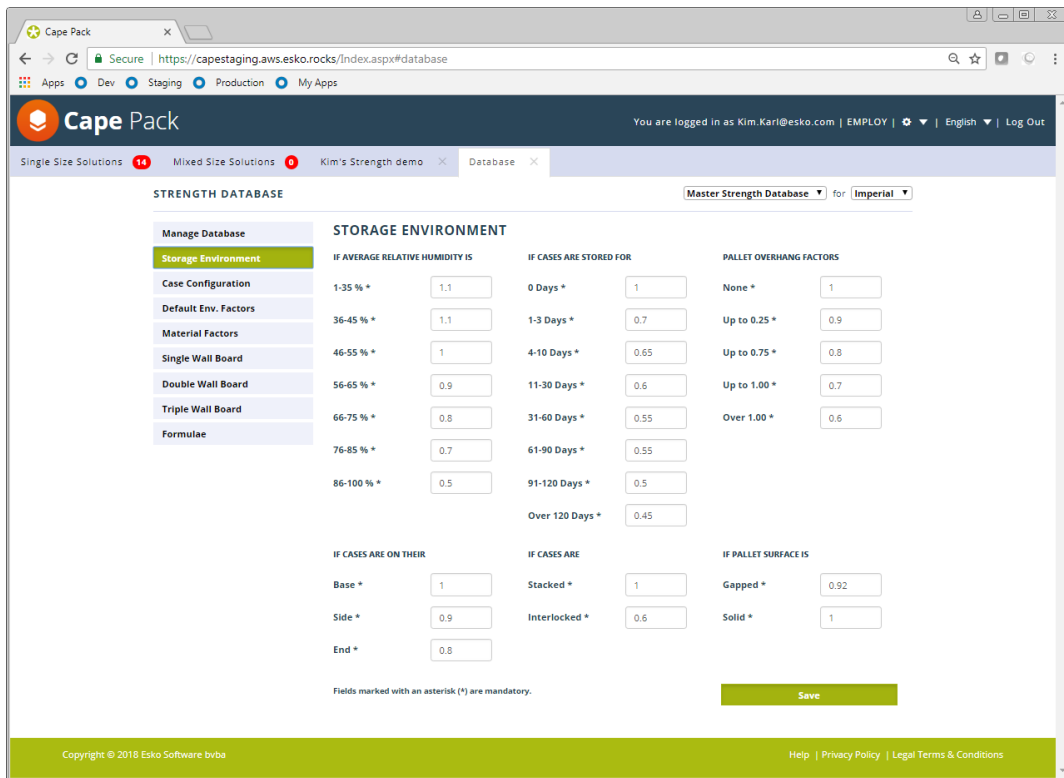 Cape Pack
Secure | https://capestaging.aws.esko.rocks/Index.aspx#database
Apps Dev Staging Production My Apps
Cape Pack
You are logged in as Kim.Karl@esko.com | EMPLOY | English | Log Out
Single Size Solutions 14 Mixed Size Solutions 0 Kim's Strength demo Database
STRENGTH DATABASE
Master Strength Database for Imperial
Manage Database
Storage Environment
Case Configuration
Default Env. Factors
Material Factors
Single Wall Board
Double Wall Board
Triple Wall Board
Formulae
STORAGE ENVIRONMENT
IF AVERAGE RELATIVE HUMIDITY IS
1-35 % * 1.1
36-45 % * 1.1
46-55 % * 1
56-65 % * 0.9
66-75 % * 0.8
76-85 % * 0.7
86-100 % * 0.5
IF CASES ARE STORED FOR
0 Days * 1
1-3 Days * 0.7
4-10 Days * 0.65
11-30 Days * 0.6
31-60 Days * 0.55
61-90 Days * 0.55
91-120 Days * 0.5
Over 120 Days * 0.45
PALLET OVERHANG FACTORS
None * 1
Up to 0.25 * 0.9
Up to 0.75 * 0.8
Up to 1.00 * 0.7
Over 1.00 * 0.6
IF CASES ARE ON THEIR
Base * 1
Side * 0.9
End * 0.8
IF CASES ARE
Stacked * 1
Interlocked * 0.6
IF PALLET SURFACE IS
Gapped * 0.92
Solid * 1
Fields marked with an asterisk (*) are mandatory.
Save
Copyright © 2018 Esko Software bvba
Help | Privacy Policy | Legal Terms & Conditions